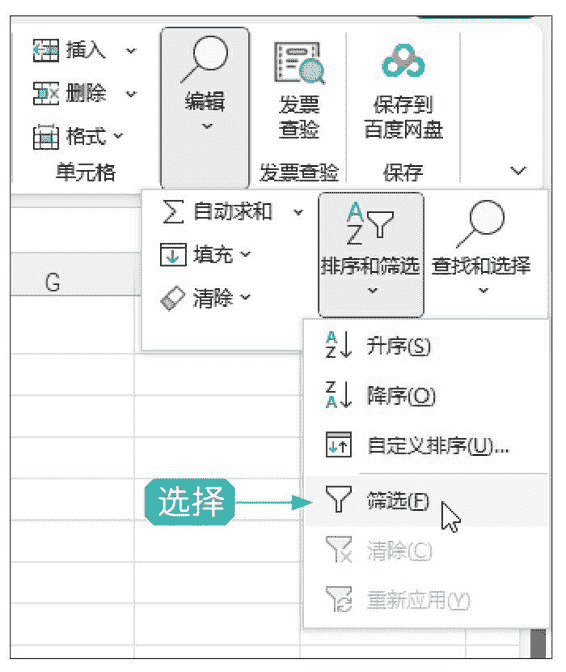 插入
删除
格式
单元格
编辑
发票
查验
发票查验
保存到
百度网盘
保存
Σ 自动求和
填充
清除
A
Z
排序和筛选
查找和选择
G
A
Z
升序(S)
Z
A
降序(O)
自定义排序(U)...
选择
筛选(F)
清除(C)
重新应用(Y)